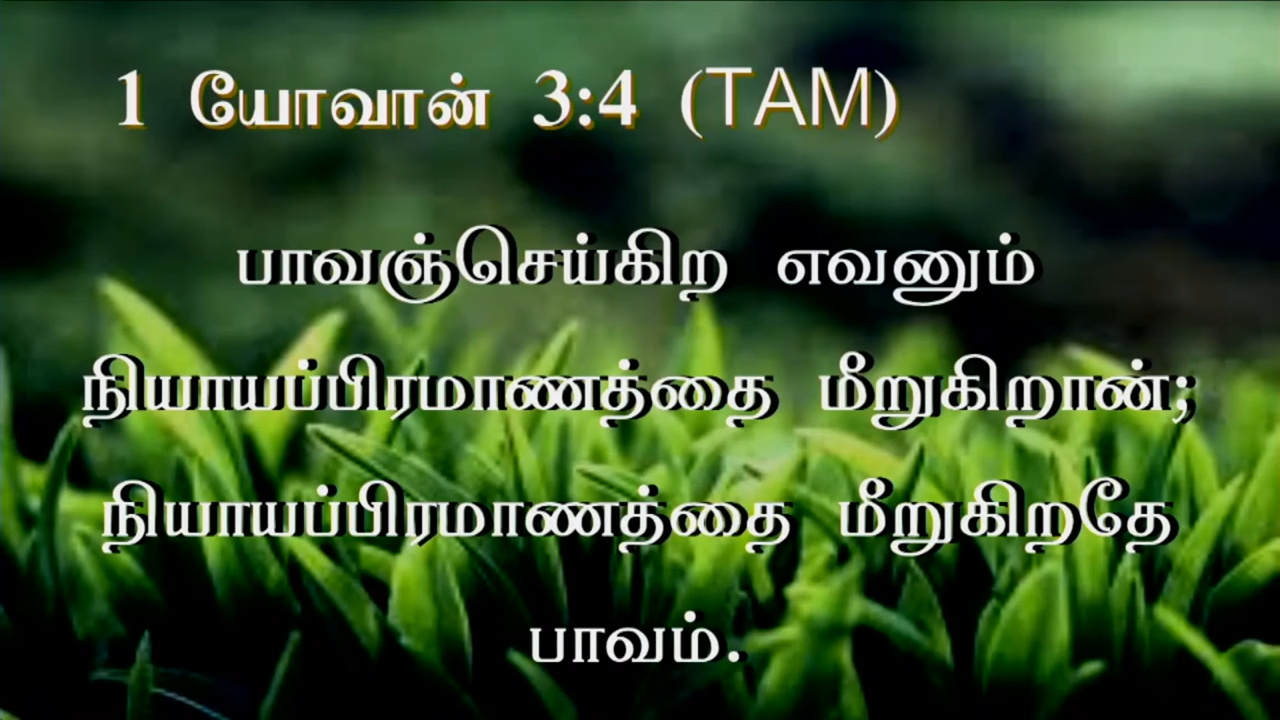 1 யோவான் 3:4 (TAM)
பாவஞ்செய்கிற எவனும்
நியாயப்பிரமாணத்தை மீறுகிறான்;
நியாயப்பிரமாணத்தை மீறுகிறதே
பாவம்.